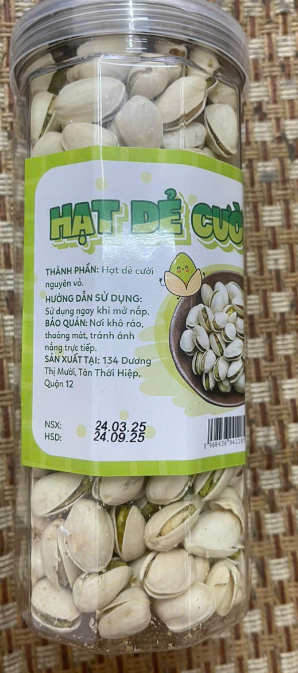 HẠT DẺ CƯỜ
THÀNH PHẦN: Hạt dẻ cười
nguyên vỏ.
HƯỚNG DẪN SỬ DỤNG:
Sử dụng ngay khi mở nắp.
BẢO QUẢN: Nơi khô ráo,
thoáng mát, tránh ánh
nắng trực tiếp.
SẢN XUẤT TẠI: 134 Dương
Thị Mười, Tân Thới Hiệp,
Quận 12
NSX: 24.03.25
HSD: 24.09.25